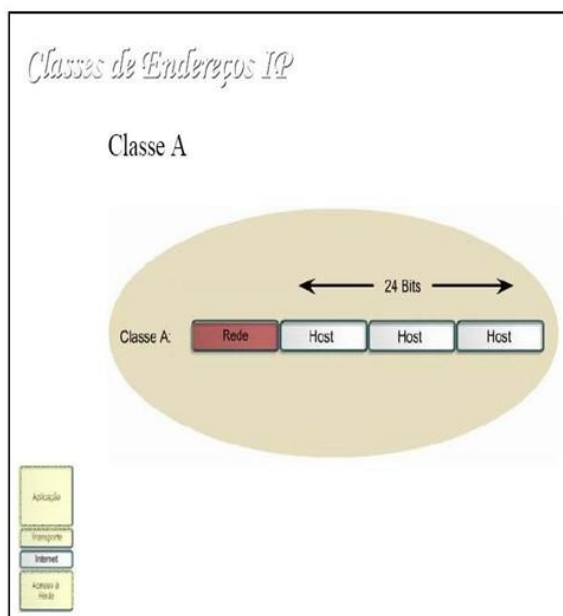 Classes de Endereços IP
Classe A
24 Bits
Classe A: Rede Host Host Host
Aplicação
Transporte
Internet
Acesso à
Rede